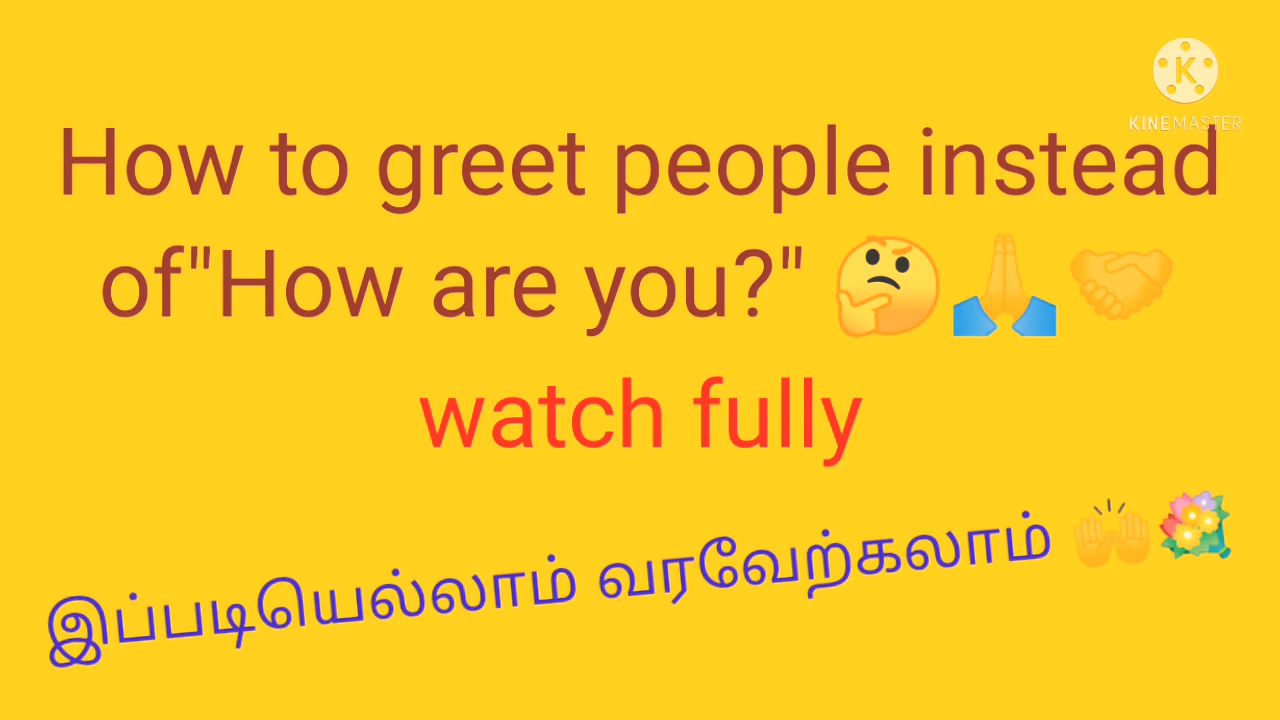 KINEMASTER
How to greet people instead
of"How are you?" 🤔🙏🤝
watch fully
இப்படியெல்லாம் வரவேற்கலாம் 🙌💐